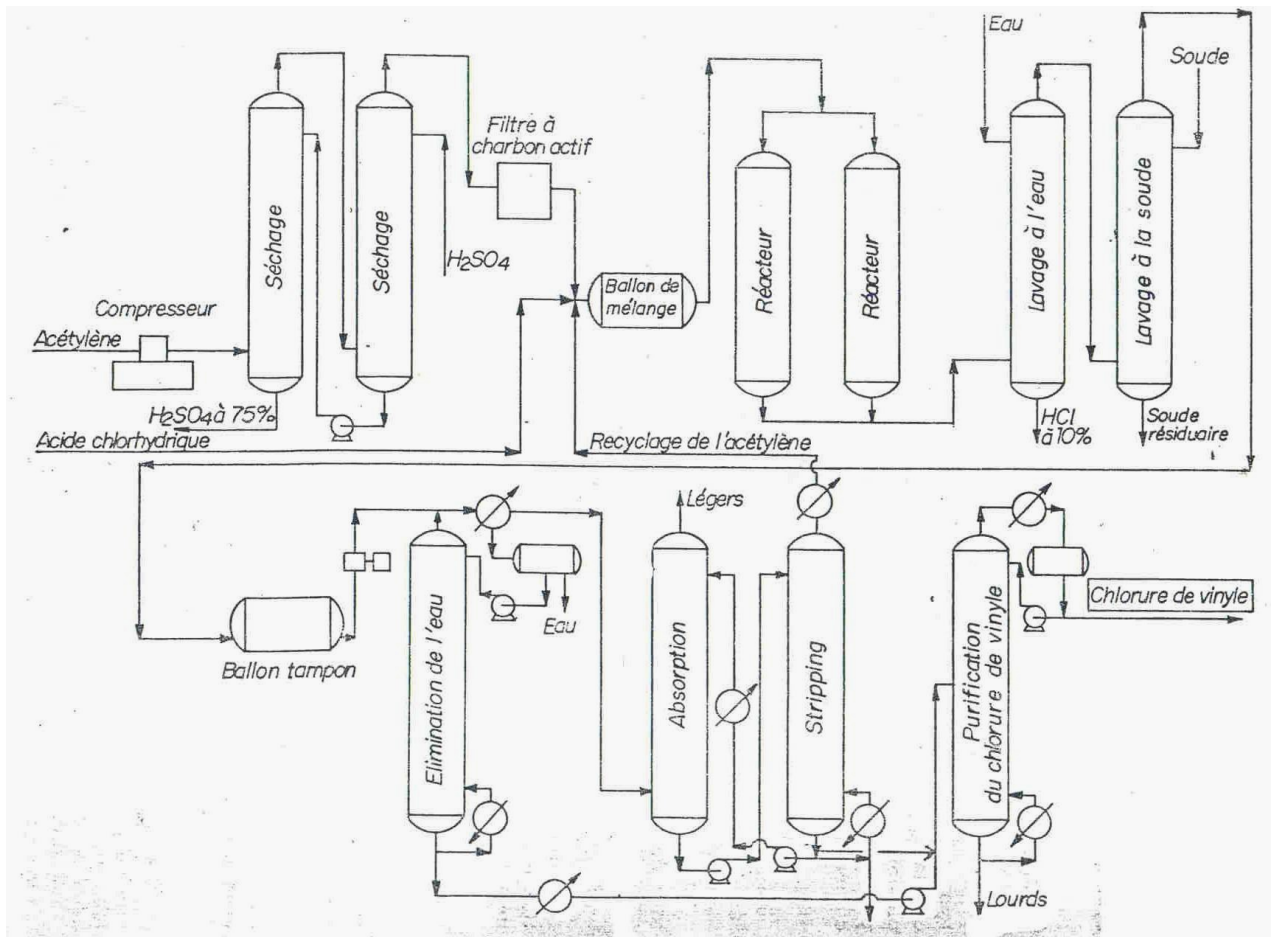 Eau
Soude
Filtre à
charbon actif
Séchage
Séchage
H₂SO₄
Réacteur
Réacteur
Lavage à l'eau
Lavage à la soude
Ballon de
mélange
Compresseur
Acétylène
H₂SO₄ à 75%
Acide chlorhydrique
Recyclage de l'acétylène
HCl
à 10%
Soude
résiduaire
Légers
Ballon tampon
Elimination de l'eau
Eau
Absorption
Stripping
Purification
du chlorure de vinyle
Chlorure de vinyle
Lourds